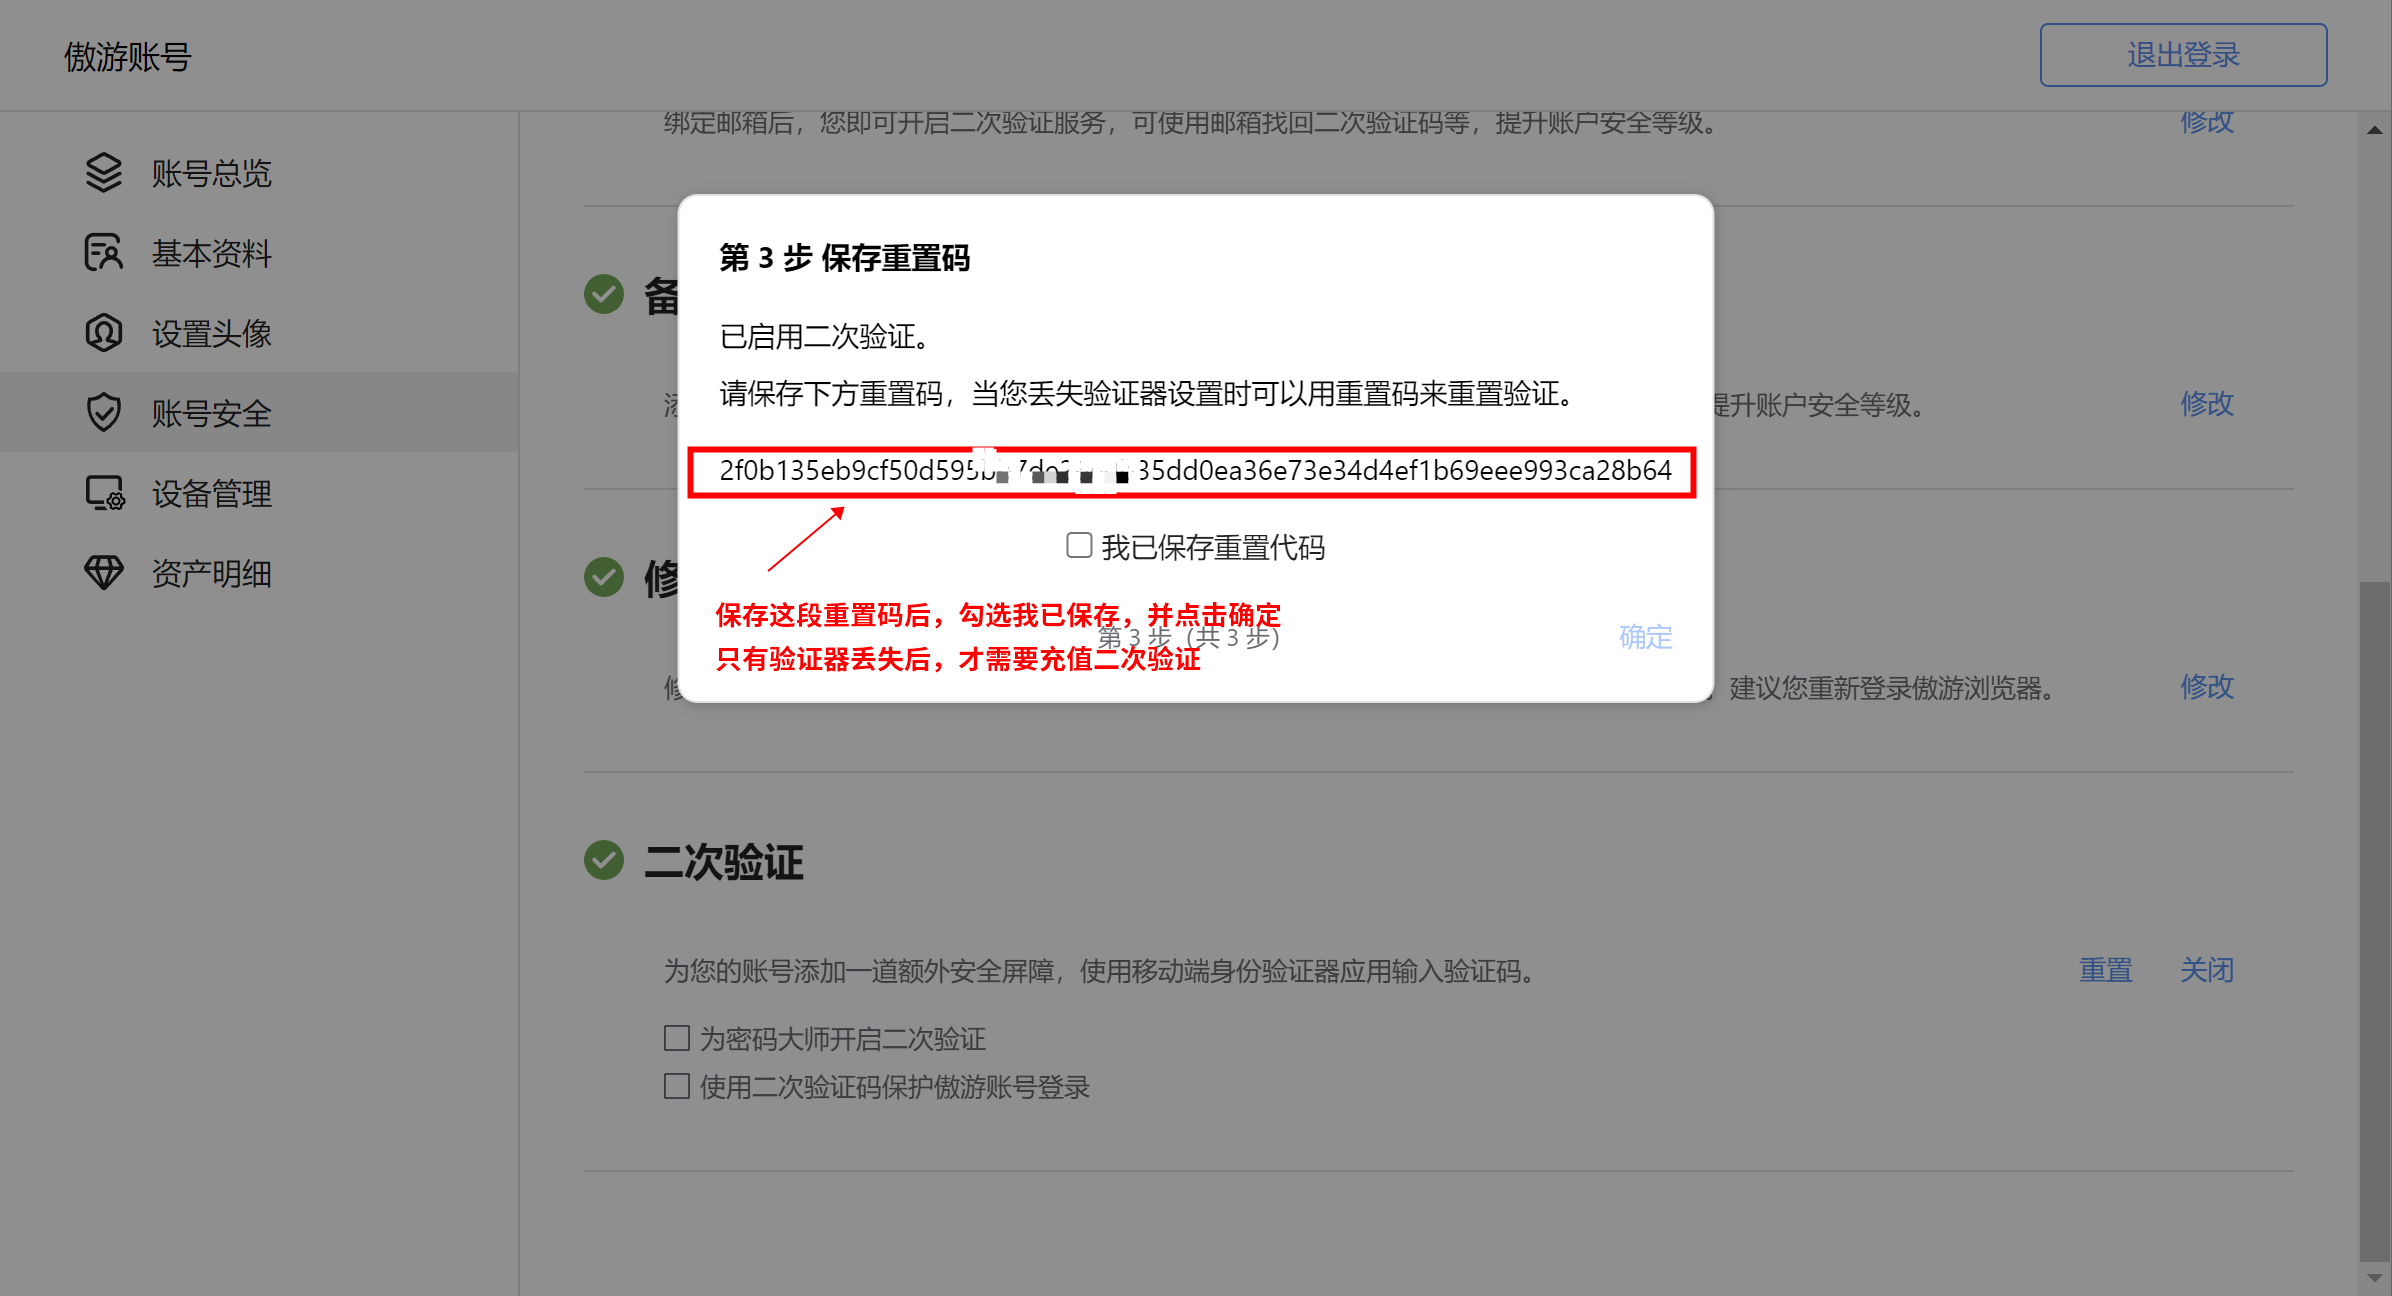 傲游账号
退出登录
账号总览
基本资料
设置头像
账号安全
设备管理
资产明细
绑定邮箱后，您即可开启二次验证服务，可使用邮箱找回二次验证码等，提升账户安全等级。
修改
备
提升账户安全等级。
修改
第 3 步 保存重置码
已启用二次验证。
请保存下方重置码，当您丢失验证器设置时可以用重置码来重置验证。
2f0b135eb9cf50d595 35dd0ea36e73e34d4ef1b69eee993ca28b64
我已保存重置代码
保存这段重置码后，勾选我已保存，并点击确定
第 3 步（共 3 步）
确定
只有验证器丢失后，才需要充值二次验证
修
修
建议您重新登录傲游浏览器。
修改
二次验证
为您的账号添加一道额外安全屏障，使用移动端身份验证器应用输入验证码。
重置
关闭
为密码大师开启二次验证
使用二次验证码保护傲游账号登录